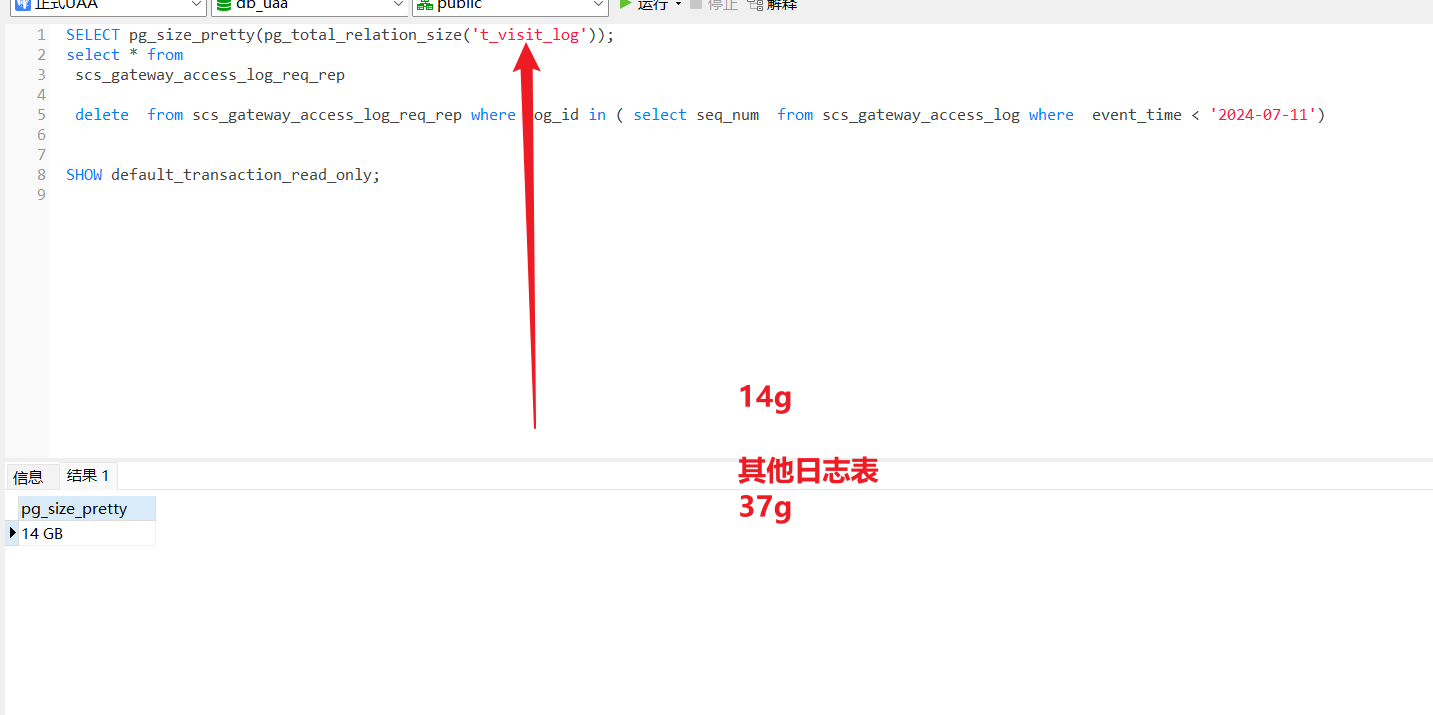 正式UAA db_uaa public 运行 停止 解释
1 SELECT pg_size_pretty(pg_total_relation_size('t_visit_log'));
2 select * from
3 scs_gateway_access_log_req_rep
4
5 delete from scs_gateway_access_log_req_rep where og_id in ( select seq_num from scs_gateway_access_log where event_time < '2024-07-11')
6
7
8 SHOW default_transaction_read_only;
9
14g
其他日志表
37g
信息 结果 1
pg_size_pretty
14 GB